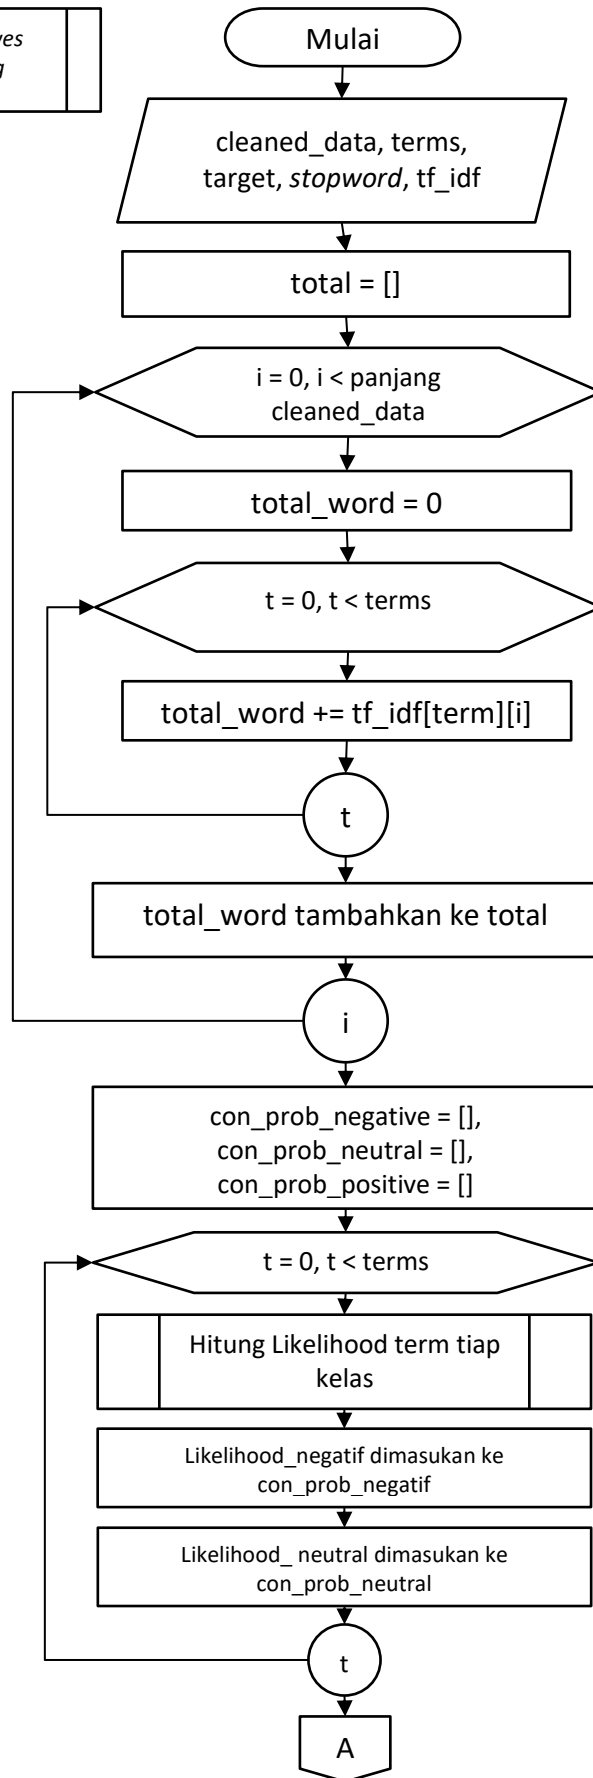 Mulai
cleaned_data, terms,
target, stopword, tf_idf
total = []
i = 0, i < panjang
cleaned_data
total_word = 0
t = 0, t < terms
total_word += tf_idf[term][i]
t
total_word tambahkan ke total
i
con_prob_negative = [],
con_prob_neutral = [],
con_prob_positive = []
t = 0, t < terms
Hitung Likelihood term tiap
kelas
Likelihood_negatif dimasukan ke
con_prob_negatif
Likelihood_ neutral dimasukan ke
con_prob_neutral
t
A